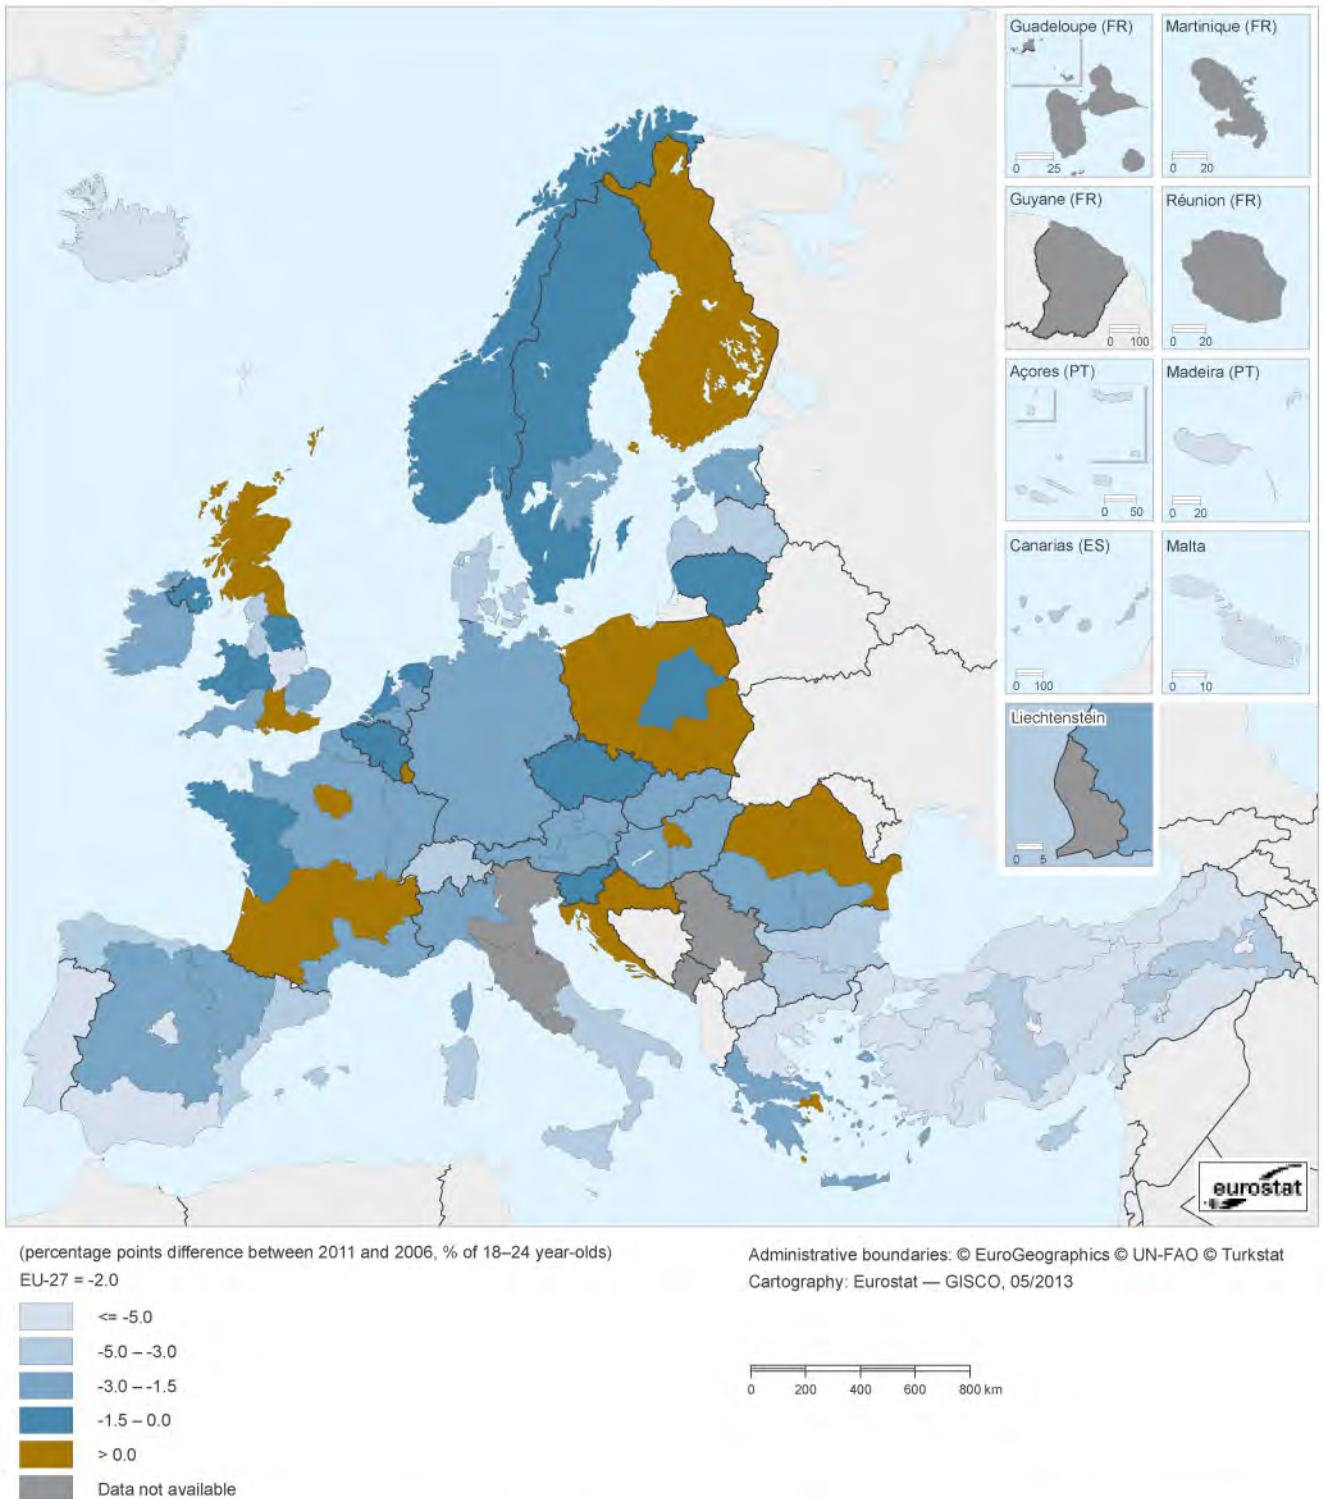 Guadeloupe (FR)
0 25
Martinique (FR)
0 20
Guyane (FR)
0 100
Réunion (FR)
0 20
Açores (PT)
0 50
Madeira (PT)
0 20
Canarias (ES)
0 100
Malta
0 10
Liechtenstein
0 5
eurostat
(percentage points difference between 2011 and 2006, % of 18–24 year-olds)
EU-27 = -2.0
<= -5.0
-5.0 – -3.0
-3.0 – -1.5
-1.5 – 0.0
> 0.0
Data not available
Administrative boundaries: © EuroGeographics © UN-FAO © Turkstat
Cartography: Eurostat — GISCO, 05/2013
0 200 400 600 800 km